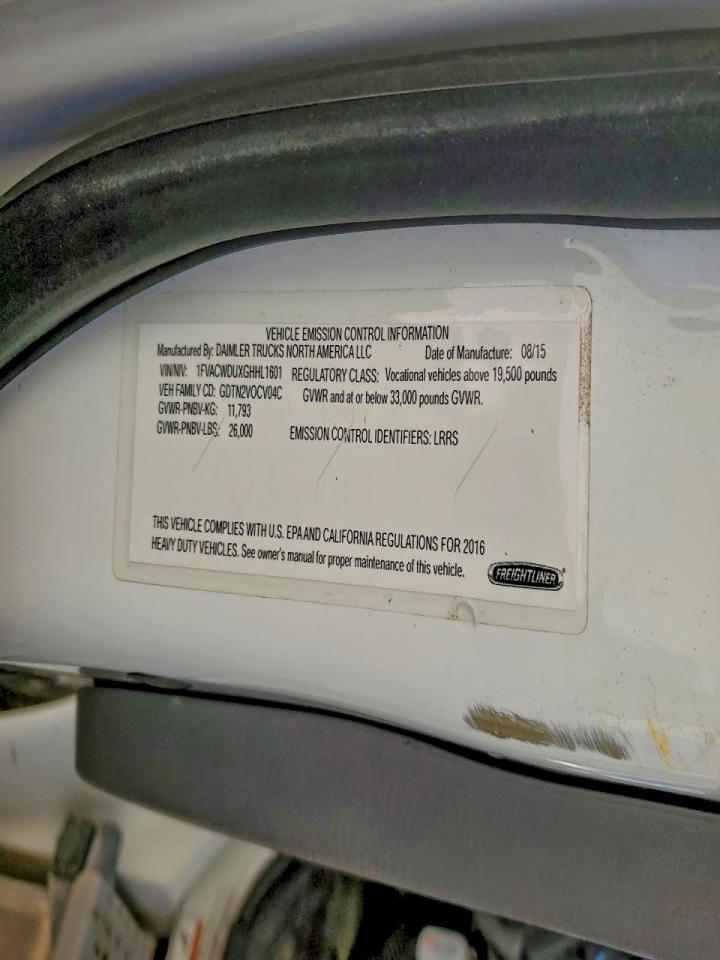 VEHICLE EMISSION CONTROL INFORMATION
Manufactured By: DAIMLER TRUCKS NORTH AMERICA LLC Date of Manufacture: 08/15
VIN/NIV: 1FVACWDUXGHHL1601 REGULATORY CLASS: Vocational vehicles above 19,500 pounds
VEH FAMILY CD: GDTN2VOCV04C GVWR and at or below 33,000 pounds GVWR.
GVWR-PNBV-KG: 11,793
GVWR-PNBV-LBS: 26,000 EMISSION CONTROL IDENTIFIERS: LRRS
THIS VEHICLE COMPLIES WITH U.S. EPA AND CALIFORNIA REGULATIONS FOR 2016
HEAVY DUTY VEHICLES. See owner's manual for proper maintenance of this vehicle.
FREIGHTLINER®